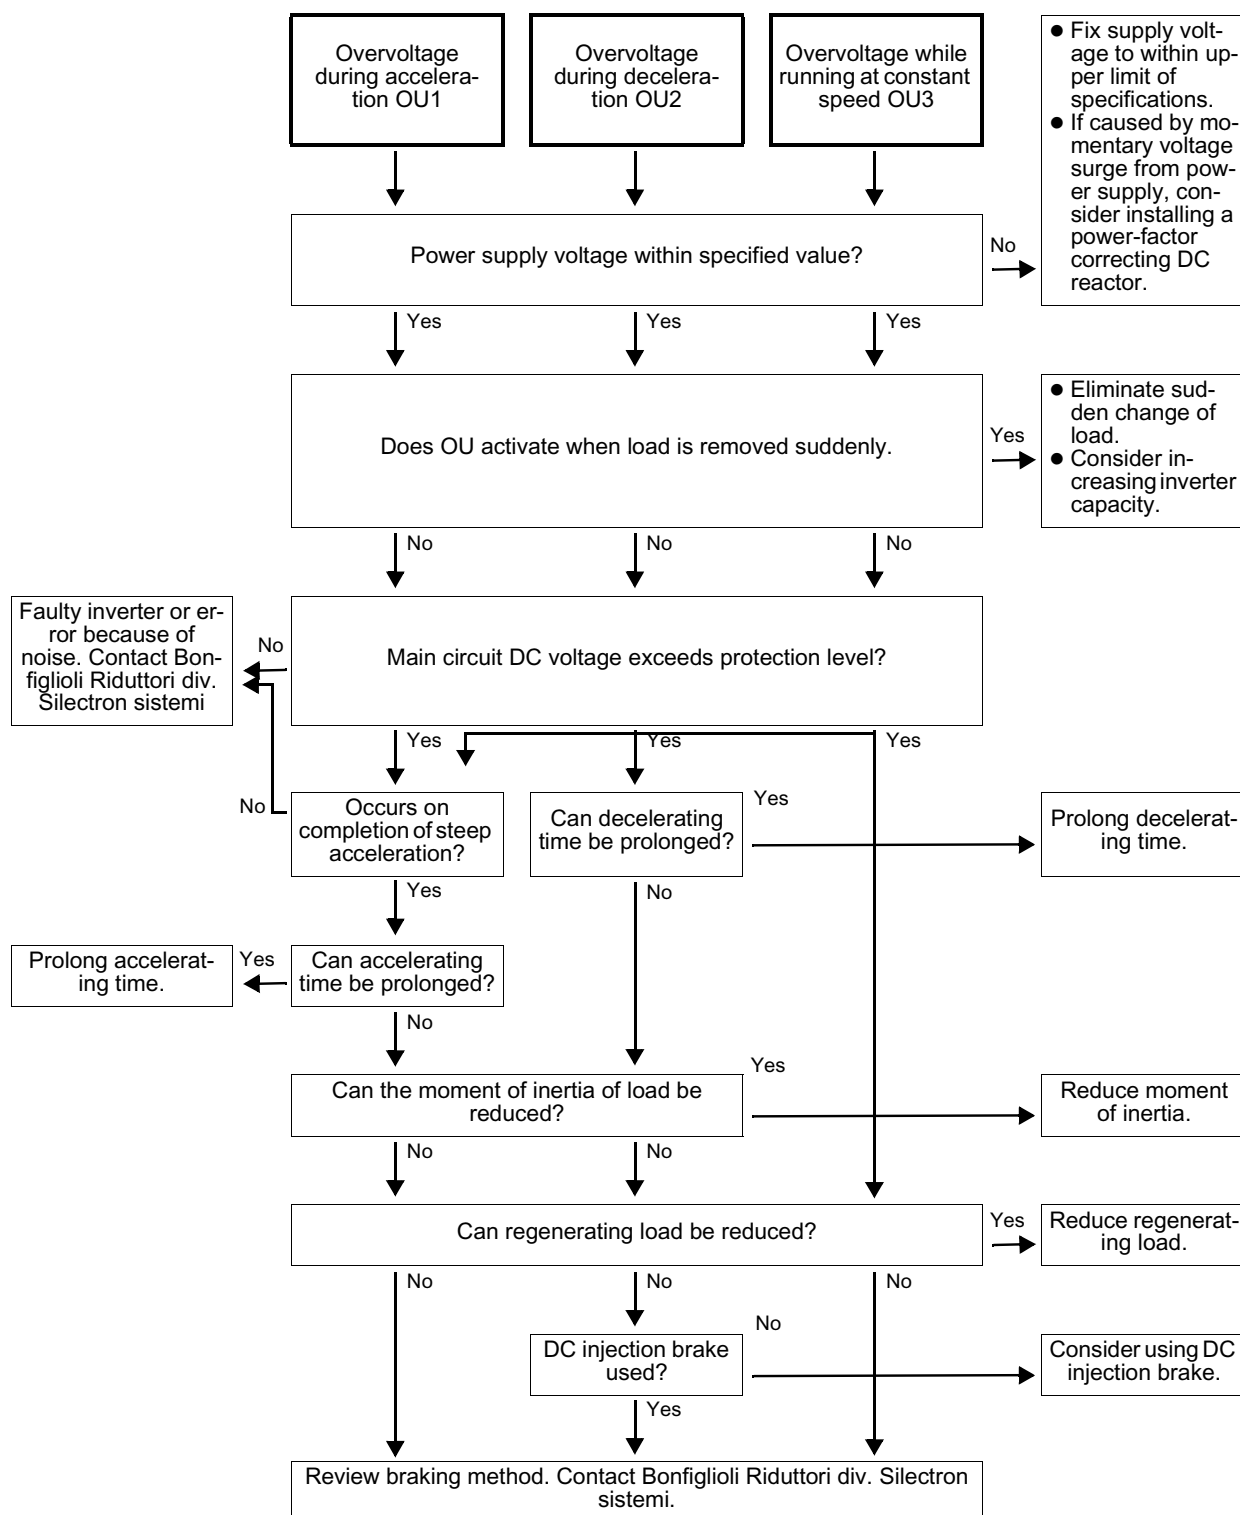 Overvoltage
during accelera-
tion OU1
Overvoltage
during decelera-
tion OU2
Overvoltage while
running at constant
speed OU3
● Fix supply volt-
age to within up-
per limit of
specifications.
● If caused by mo-
mentary voltage
surge from pow-
er supply, con-
sider installing a
power-factor
correcting DC
reactor.
Power supply voltage within specified value?
No
Yes
Yes
Yes
Does OU activate when load is removed suddenly.
Yes
● Eliminate sud-
den change of
load.
● Consider in-
creasing inverter
capacity.
No
No
No
Faulty inverter or er-
ror because of
noise. Contact Bon-
figlioli Riduttori div.
Silectron sistemi
No
Main circuit DC voltage exceeds protection level?
Yes
Yes
Yes
No
Occurs on
completion of steep
acceleration?
Can decelerating
time be prolonged?
Yes
Prolong decelerat-
ing time.
Yes
No
Prolong accelerat-
ing time.
Yes
Can accelerating
time be prolonged?
No
Can the moment of inertia of load be
reduced?
Yes
Reduce moment
of inertia.
No
No
Can regenerating load be reduced?
Yes
Reduce regenerat-
ing load.
No
No
No
DC injection brake
used?
No
Consider using DC
injection brake.
Yes
Review braking method. Contact Bonfiglioli Riduttori div. Silectron
sistemi.